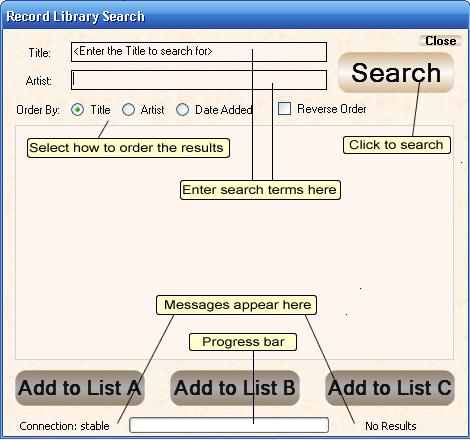 Record Library Search
Close
Title: <Enter the Title to search for>
Search
Artist:
Order By: Title Artist Date Added Reverse Order
Select how to order the results
Click to search
Enter search terms here
Messages appear here
Progress bar
Add to List A Add to List B Add to List C
Connection: stable No Results